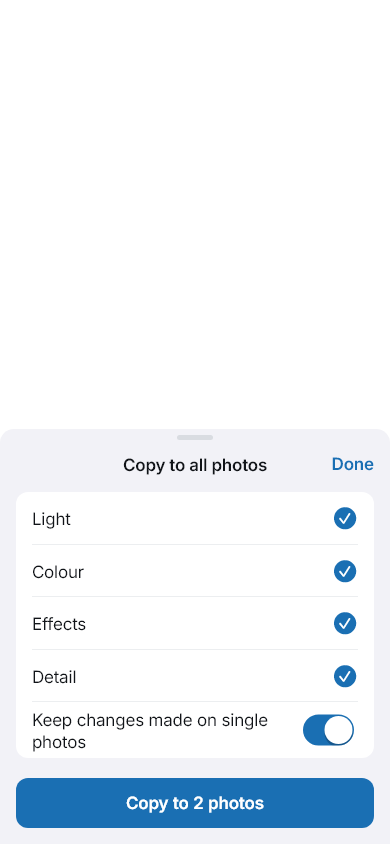 Copy to all photos
Done
Light
Colour
Effects
Detail
Keep changes made on single
photos
Copy to 2 photos